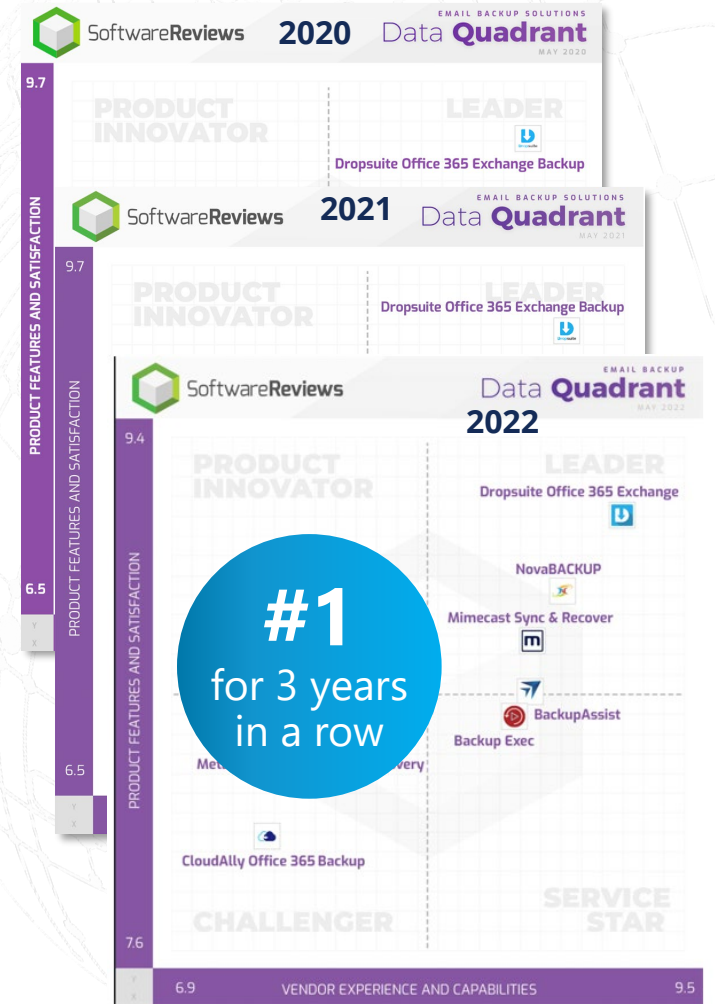 SoftwareReviews
2020
EMAIL BACKUP SOLUTIONS
Data Quadrant
MAY 2020
9.7
PRODUCT
INNOVATOR
LEADER
dropsuite
Dropsuite Office 365 Exchange Backup
PRODUCT FEATURES AND SATISFACTION
6.5
Y
X
SoftwareReviews
2021
EMAIL BACKUP SOLUTIONS
Data Quadrant
MAY 2021
9.7
PRODUCT
INNOVATOR
LEADER
Dropsuite Office 365 Exchange Backup
dropsuite
PRODUCT FEATURES AND SATISFACTION
6.5
Y
X
SoftwareReviews
EMAIL BACKUP
Data Quadrant
MAY 2022
2022
9.4
PRODUCT
INNOVATOR
LEADER
Dropsuite Office 365 Exchange
NovaBACKUP
Mimecast Sync & Recover
m
BackupAssist
Backup Exec
#1
for 3 years
in a row
CloudAlly Office 365 Backup
PRODUCT FEATURES AND SATISFACTION
CHALLENGER
SERVICE
STAR
7.6
Y
X
6.9
VENDOR EXPERIENCE AND CAPABILITIES
9.5